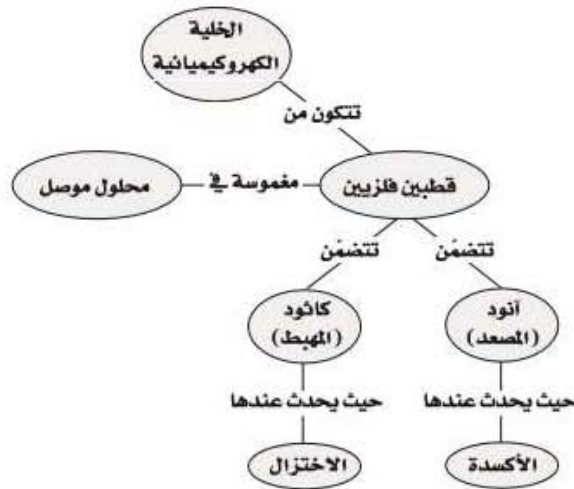 الخلية
الكهروكيميائية
تتكون من
قطبين فلزيين
مغموسة في
محلول موصل
تتضمّن
تتضمّن
آنود
(المصعد)
كاثود
(المهبط)
حيث يحدث عندها
حيث يحدث عندها
الأكسدة
الاختزال